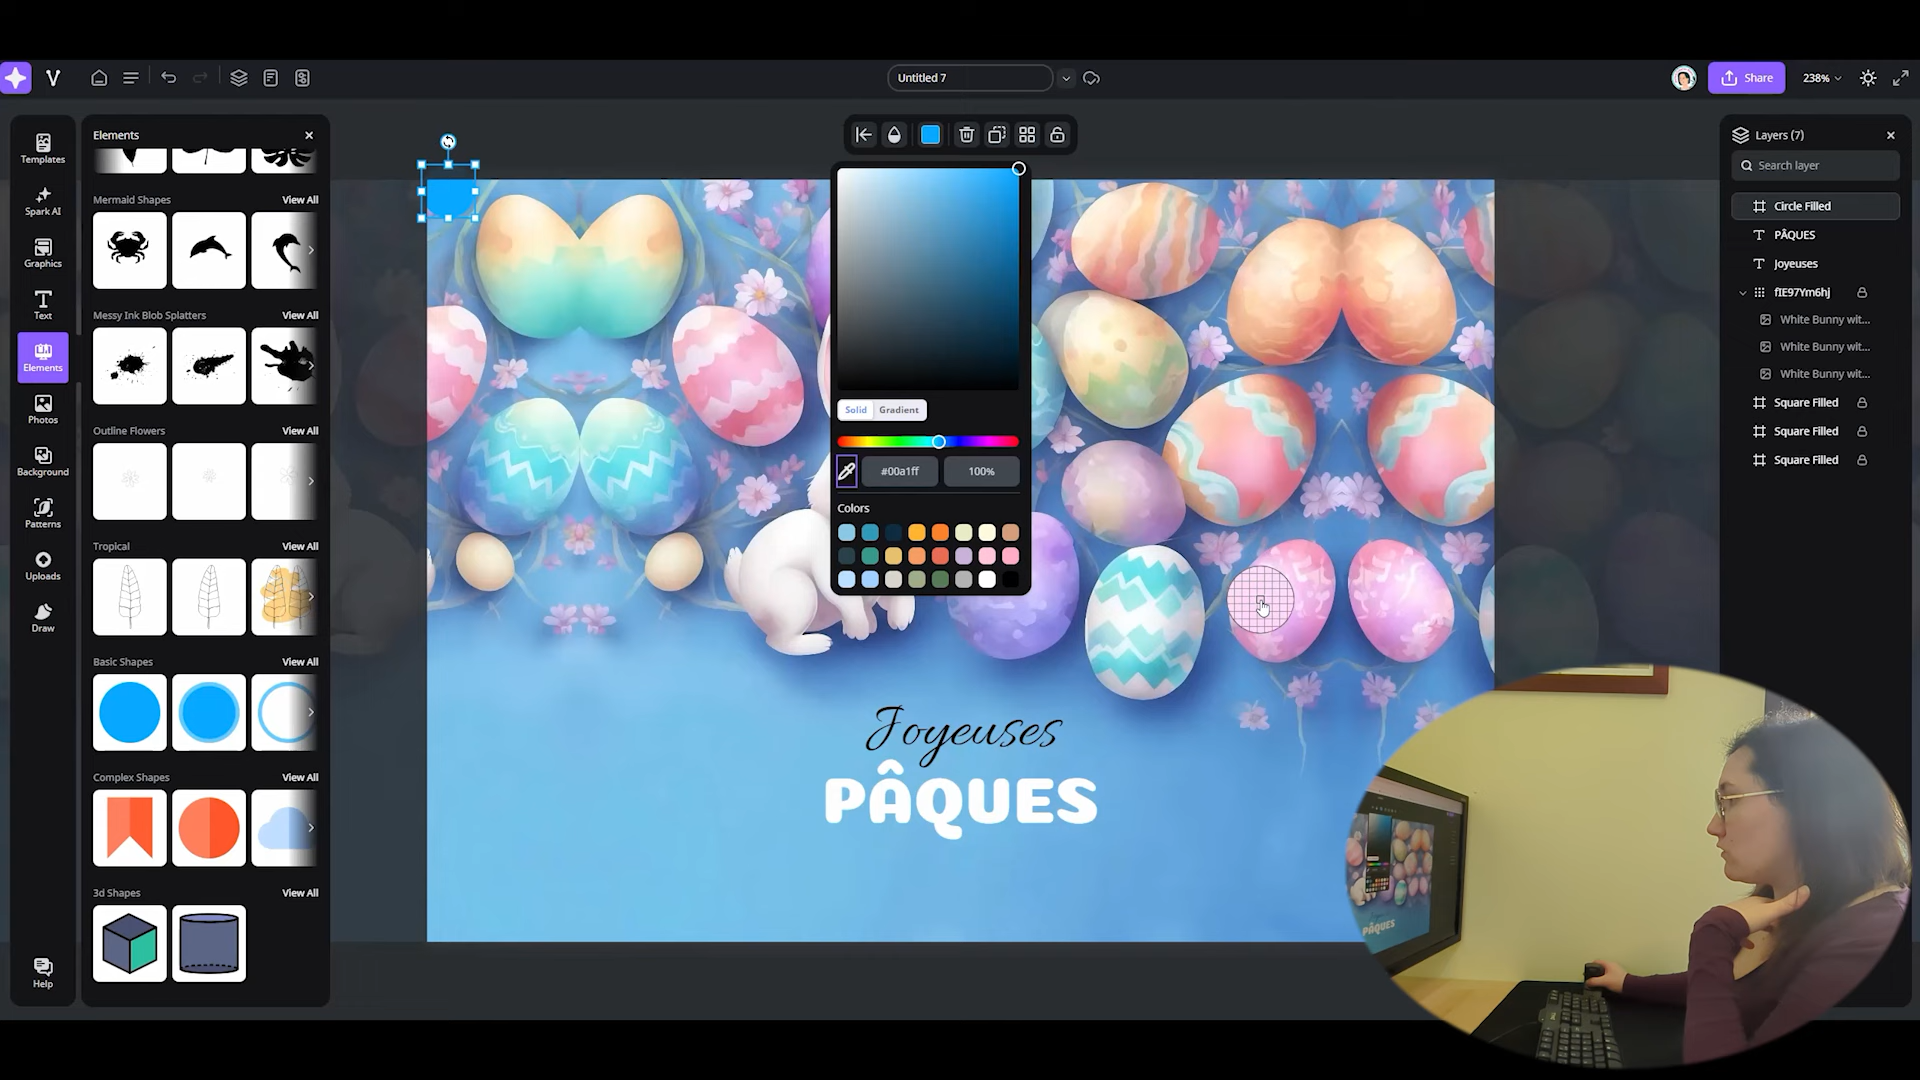 Untitled 7
Share
238%
Templates
Spark AI
Graphics
Text
Elements
Photos
Background
Patterns
Uploads
Draw
Help
Elements
Mermaid Shapes
View All
Messy Ink Blob Splatters
View All
Outline Flowers
View All
Tropical
View All
Basic Shapes
View All
Complex Shapes
View All
3d Shapes
View All
Solid
Gradient
#00a1ff
100%
Colors
Joyeuses
PÂQUES
Layers (7)
Search layer
Circle Filled
PÂQUES
Joyeuses
fIE97Ym6hj
White Bunny wit...
White Bunny wit...
White Bunny wit...
Square Filled
Square Filled
Square Filled
PÂQUES